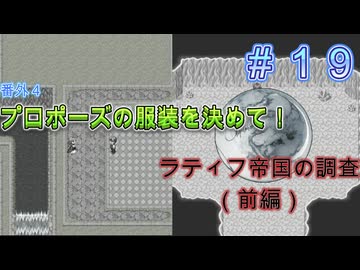 ＃１９
番外４
プロポーズの服装を決めて！
ラティフ帝国の調査
（前編）